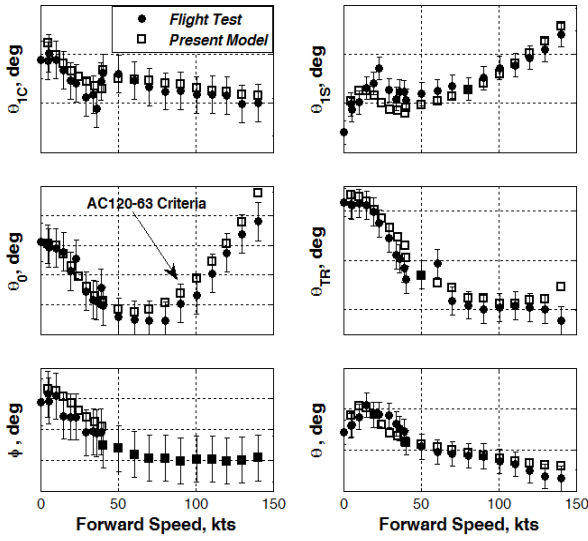 Flight Test
Present Model
θ1C, deg
θ1S, deg
AC120-63 Criteria
θ0, deg
θTR, deg
ϕ, deg
θ, deg
0 50 100 150
0 50 100 150
Forward Speed, kts
Forward Speed, kts